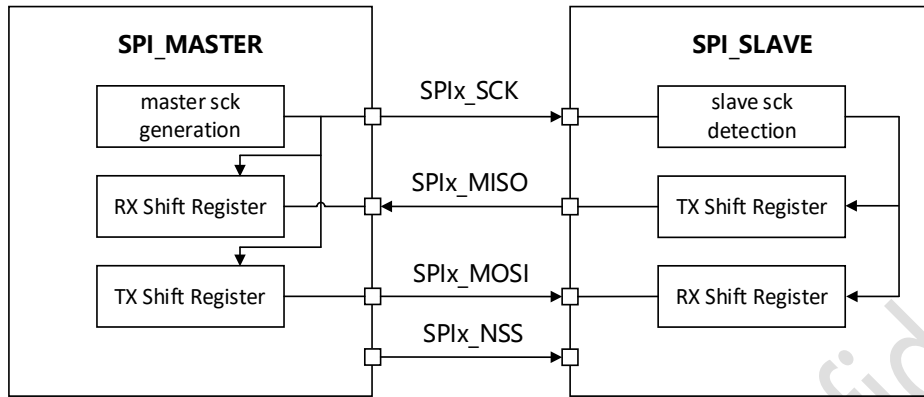 SPI_MASTER
SPI_SLAVE
master sck
generation
SPIx_SCK
slave sck
detection
RX Shift Register
SPIx_MISO
TX Shift Register
TX Shift Register
SPIx_MOSI
RX Shift Register
SPIx_NSS
fid